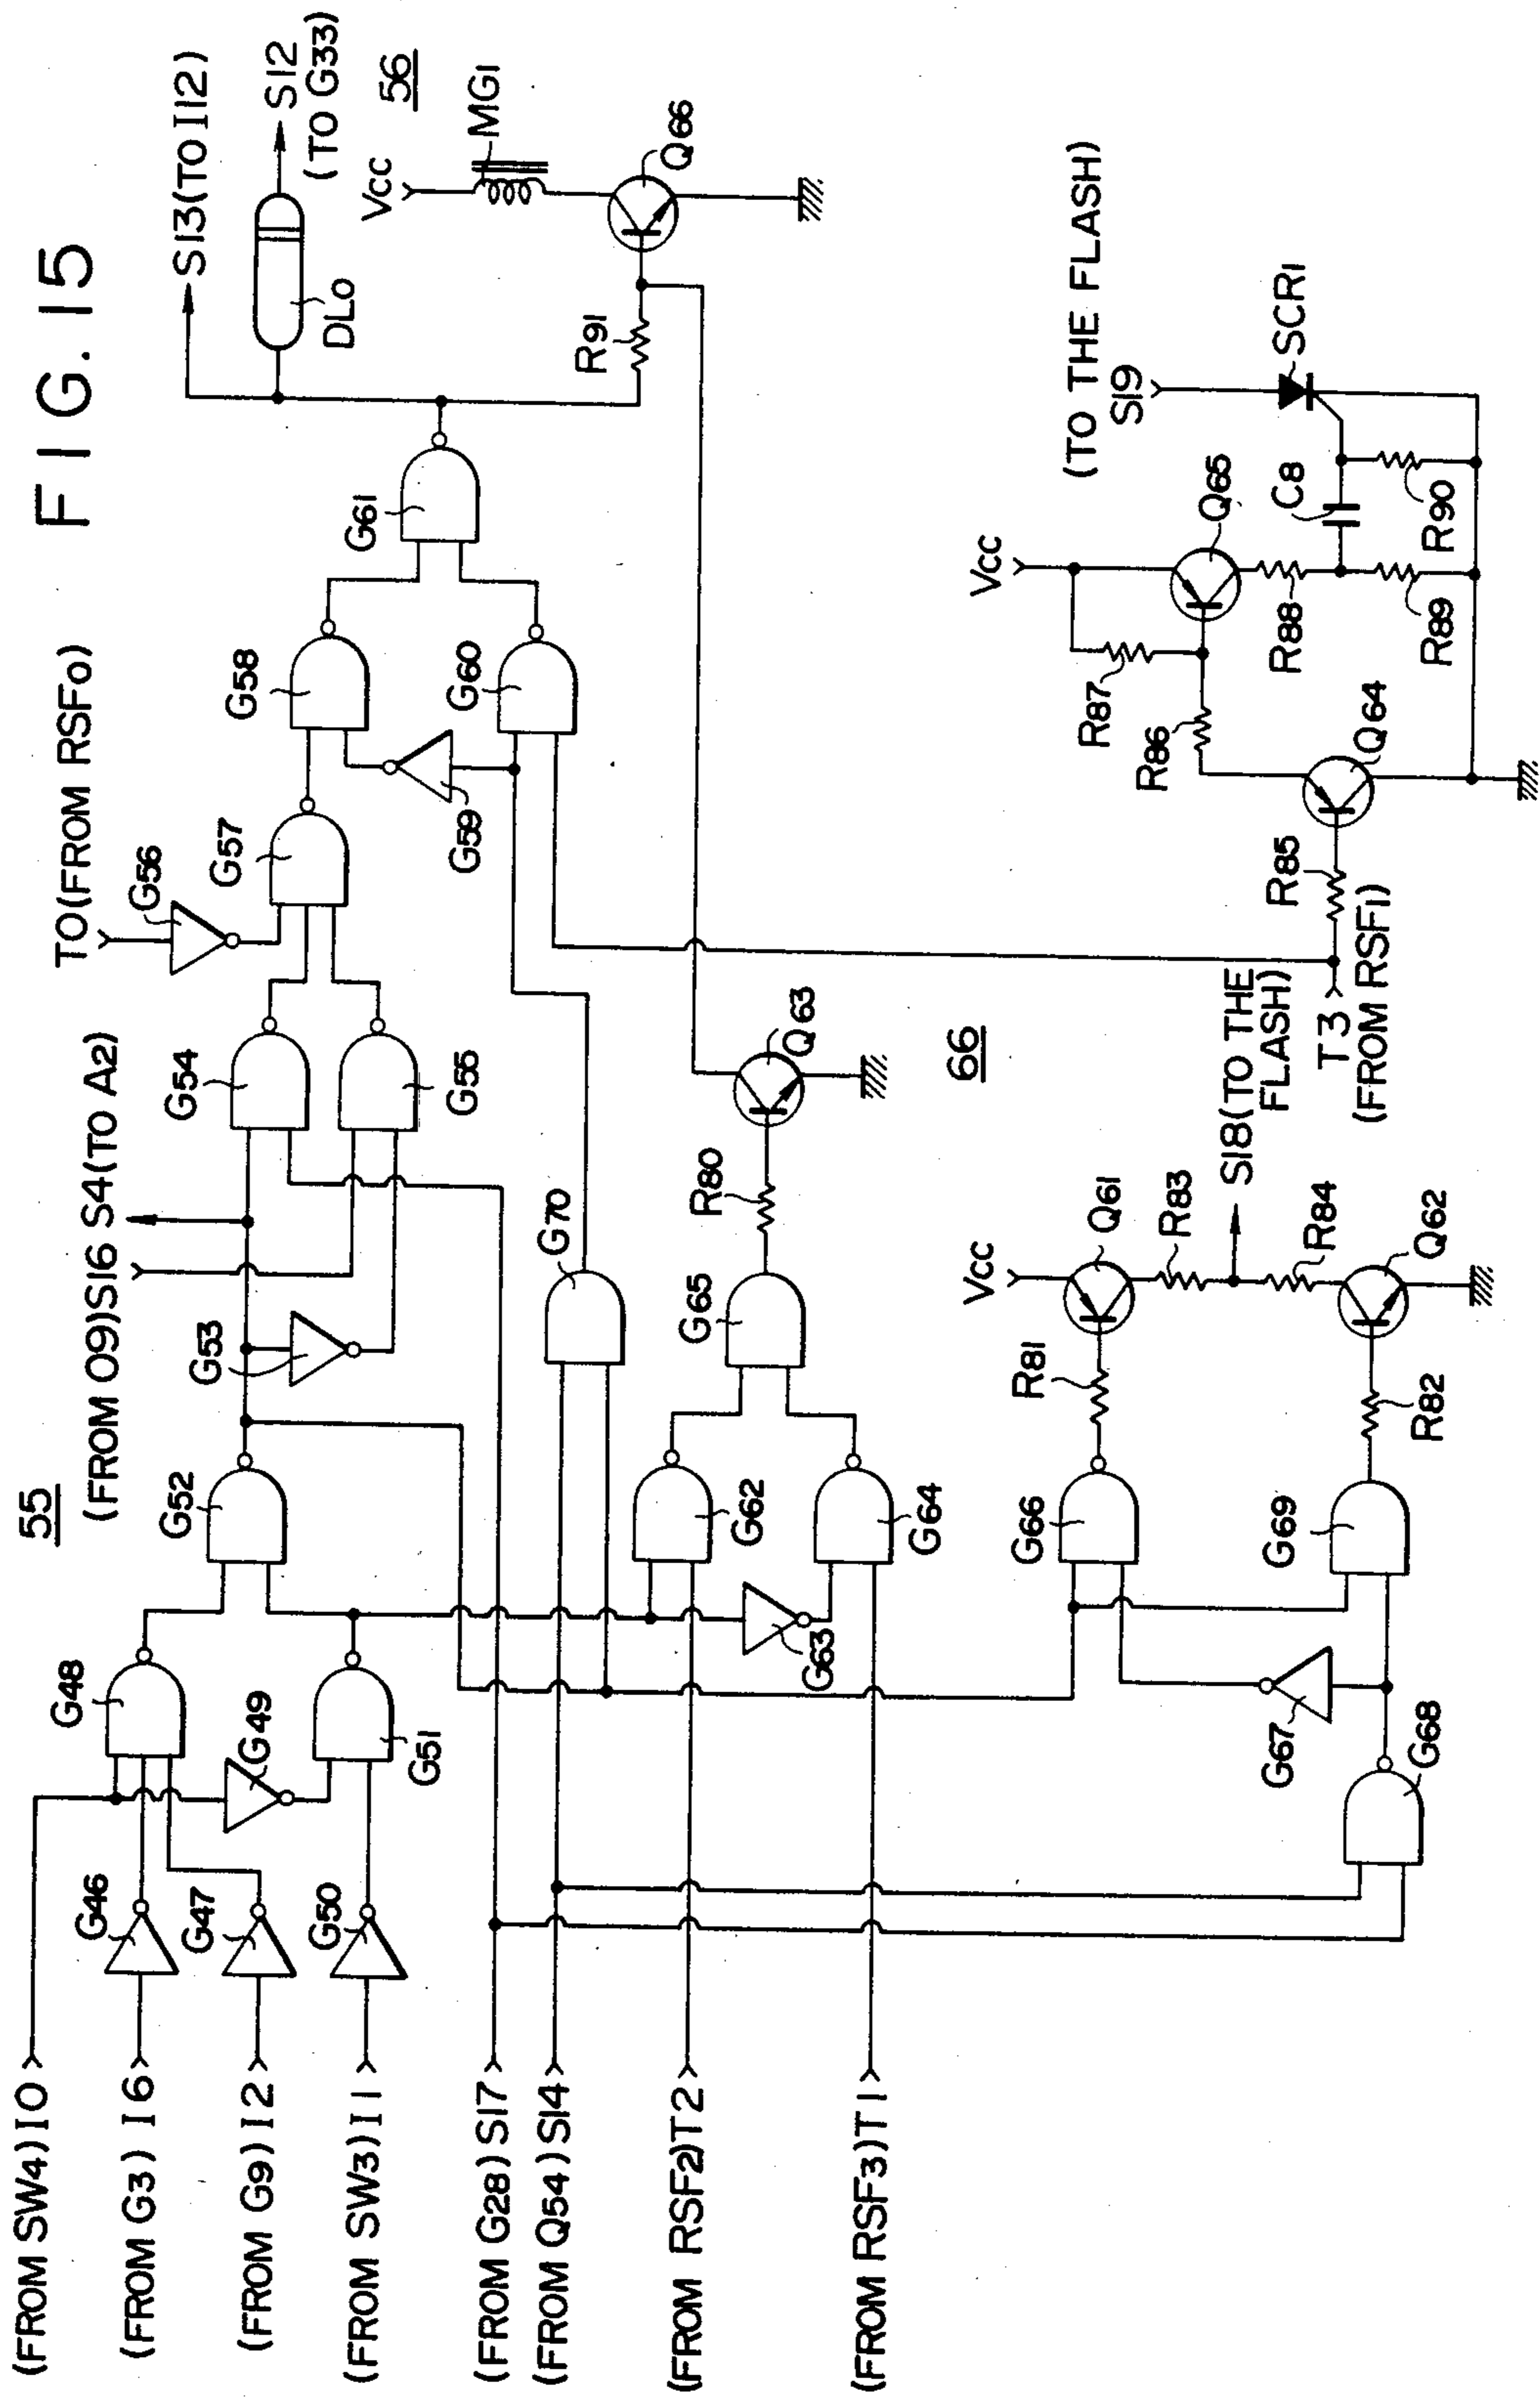 FIG. 15
55
(FROM SW4) I0
(FROM G3) I6
(FROM G9) I2
(FROM SW3) I1
(FROM G28) S17
(FROM Q54) S14
(FROM RSF2) T2
(FROM RSF3) T1
G46
G47
G50
G48
G49
G51
G52
G53
(FROM O9) S16
S4 (TO A2)
G54
G55
TO (FROM RSF0)
G56
G57
G58
G59
G60
G61
S13 (TO I12)
DL0
S12
(TO G33)
56
Vcc
MG1
Q66
R91
G70
G62
G63
G64
G65
R80
Q63
66
G66
G67
G68
G69
R81
R82
Vcc
Q61
R83
S18 (TO THE
FLASH)
R84
Q62
T3
(FROM RSF1)
R85
Q64
R86
R87
Vcc
Q65
R88
R89
C8
R90
(TO THE FLASH)
S19
SCR1